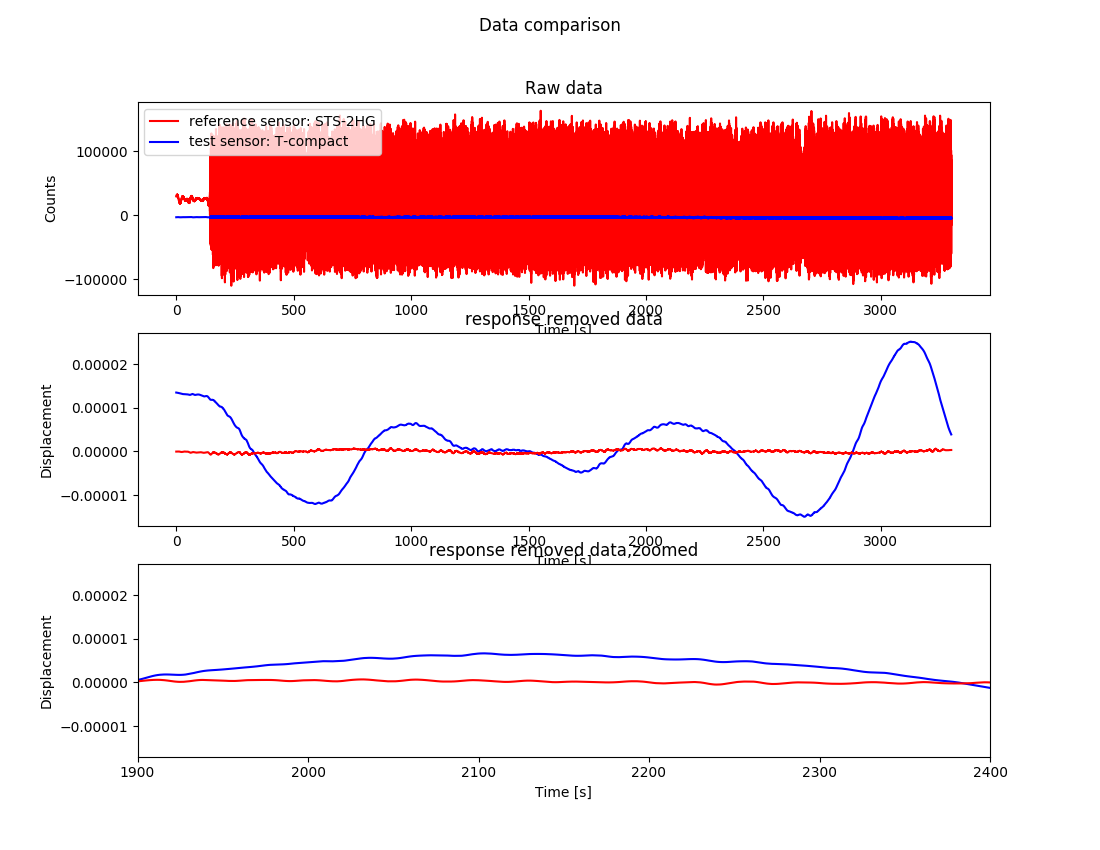 Data comparison
Raw data
reference sensor: STS-2HG
test sensor: T-compact
Counts
100000
0
−100000
0 500 1000 1500 2000 2500 3000
Time [s]
response removed data
Displacement
0.00002
0.00001
0.00000
−0.00001
0 500 1000 1500 2000 2500 3000
Time [s]
response removed data,zoomed
Displacement
0.00002
0.00001
0.00000
−0.00001
1900 2000 2100 2200 2300 2400
Time [s]